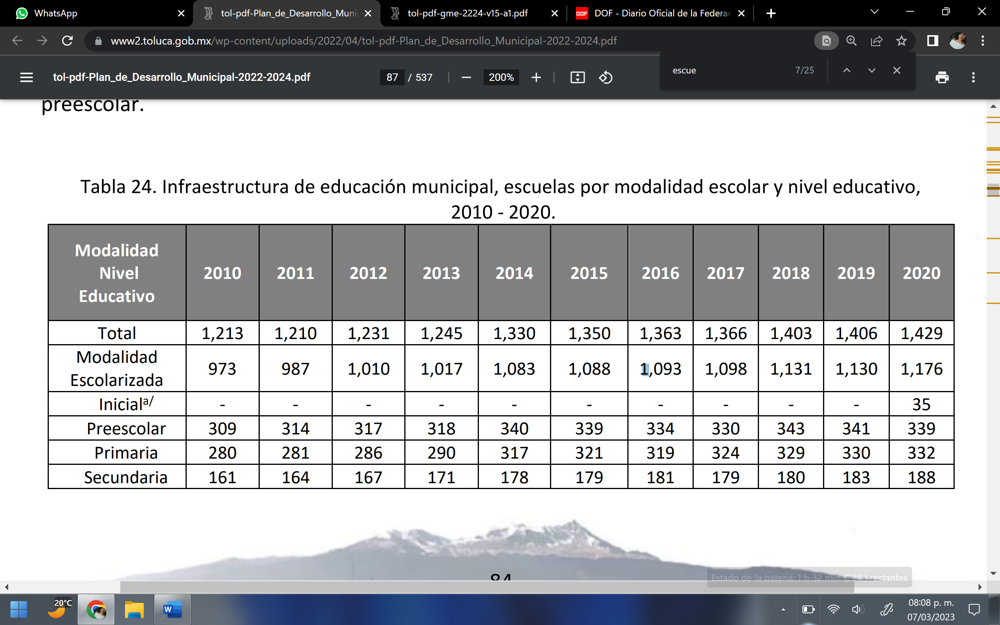 WhatsApp
tol-pdf-Plan_de_Desarrollo_Muni
tol-pdf-gme-2224-v15-a1.pdf
DOF
DOF - Diario Oficial de la Federac
www2.toluca.gob.mx/wp-content/uploads/2022/04/tol-pdf-Plan_de_Desarrollo_Municipal-2022-2024.pdf
tol-pdf-Plan_de_Desarrollo_Municipal-2022-2024.pdf
87 / 537
200%
escue
7/25
preescolar.
Tabla 24. Infraestructura de educación municipal, escuelas por modalidad escolar y nivel educativo,
2010 - 2020.
Modalidad
Nivel
Educativo
2010 2011 2012 2013 2014 2015 2016 2017 2018 2019 2020
Total 1,213 1,210 1,231 1,245 1,330 1,350 1,363 1,366 1,403 1,406 1,429
Modalidad
Escolarizada
973 987 1,010 1,017 1,083 1,088 1,093 1,098 1,131 1,130 1,176
Inicialᵃ/ - - - - - - - - - - 35
Preescolar 309 314 317 318 340 339 334 330 343 341 339
Primaria 280 281 286 290 317 321 319 324 329 330 332
Secundaria 161 164 167 171 178 179 181 179 180 183 188
84
Estado de la batería: 1 h 32 min (28%) restantes
20°C
W
08:08 p. m.
07/03/2023